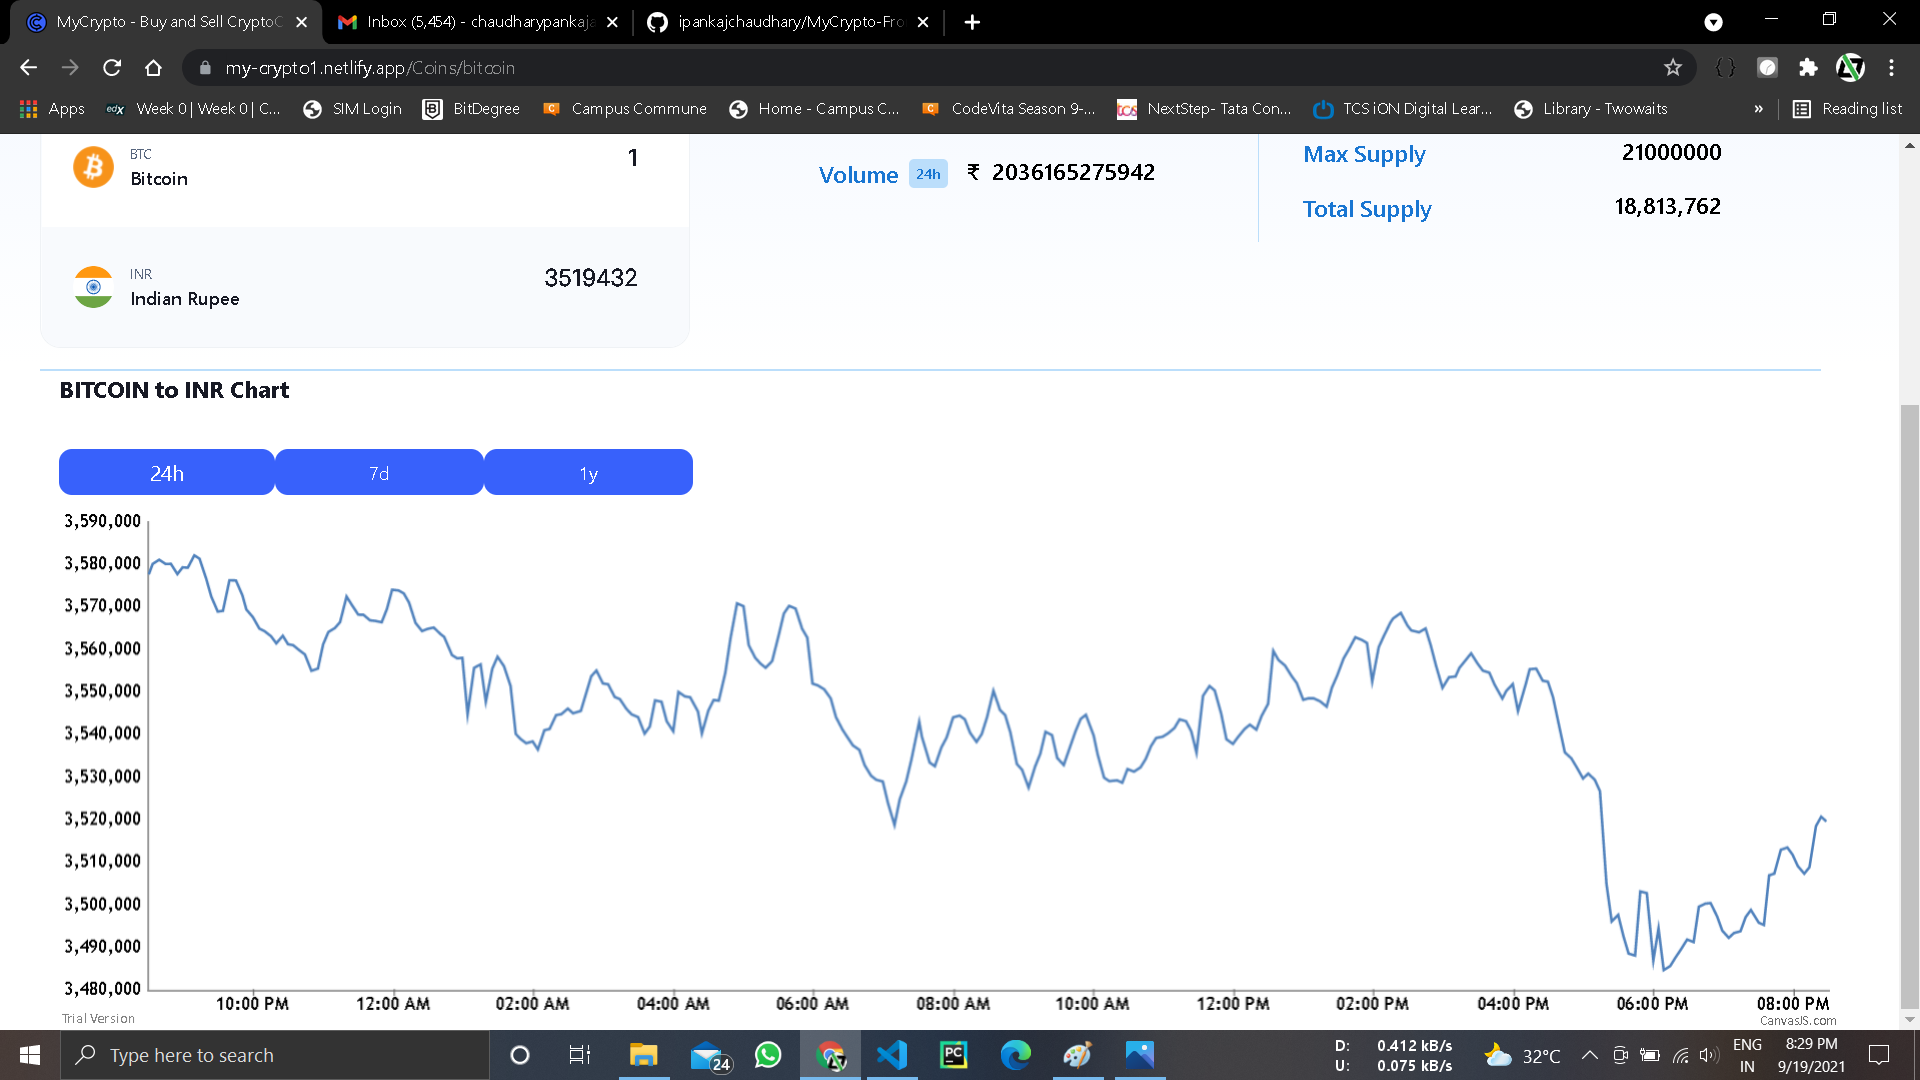 MyCrypto - Buy and Sell CryptoC
Inbox (5,454) - chaudharypankaja
ipankajchaudhary/MyCrypto-Fro
my-crypto1.netlify.app/Coins/bitcoin
Apps
edX
Week 0 | Week 0 | C...
SIM Login
BitDegree
Campus Commune
Home - Campus C...
CodeVita Season 9-...
tcs
NextStep- Tata Con...
TCS iON Digital Lear...
Library - Twowaits
»
Reading list
BTC
Bitcoin
1
INR
Indian Rupee
3519432
Volume 24h ₹ 2036165275942
Max Supply 21000000
Total Supply 18,813,762
BITCOIN to INR Chart
24h 7d 1y
3,590,000
3,580,000
3,570,000
3,560,000
3,550,000
3,540,000
3,530,000
3,520,000
3,510,000
3,500,000
3,490,000
3,480,000
10:00 PM 12:00 AM 02:00 AM 04:00 AM 06:00 AM 08:00 AM 10:00 AM 12:00 PM 02:00 PM 04:00 PM 06:00 PM 08:00 PM
Trial Version
CanvasJS.com
Type here to search
24
PC
D: 0.412 kB/s
U: 0.075 kB/s
32°C
ENG
IN
8:29 PM
9/19/2021